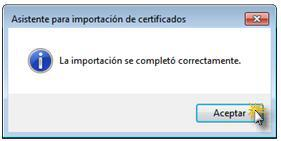 Asistente para importación de certificados
La importación se completó correctamente.
Aceptar